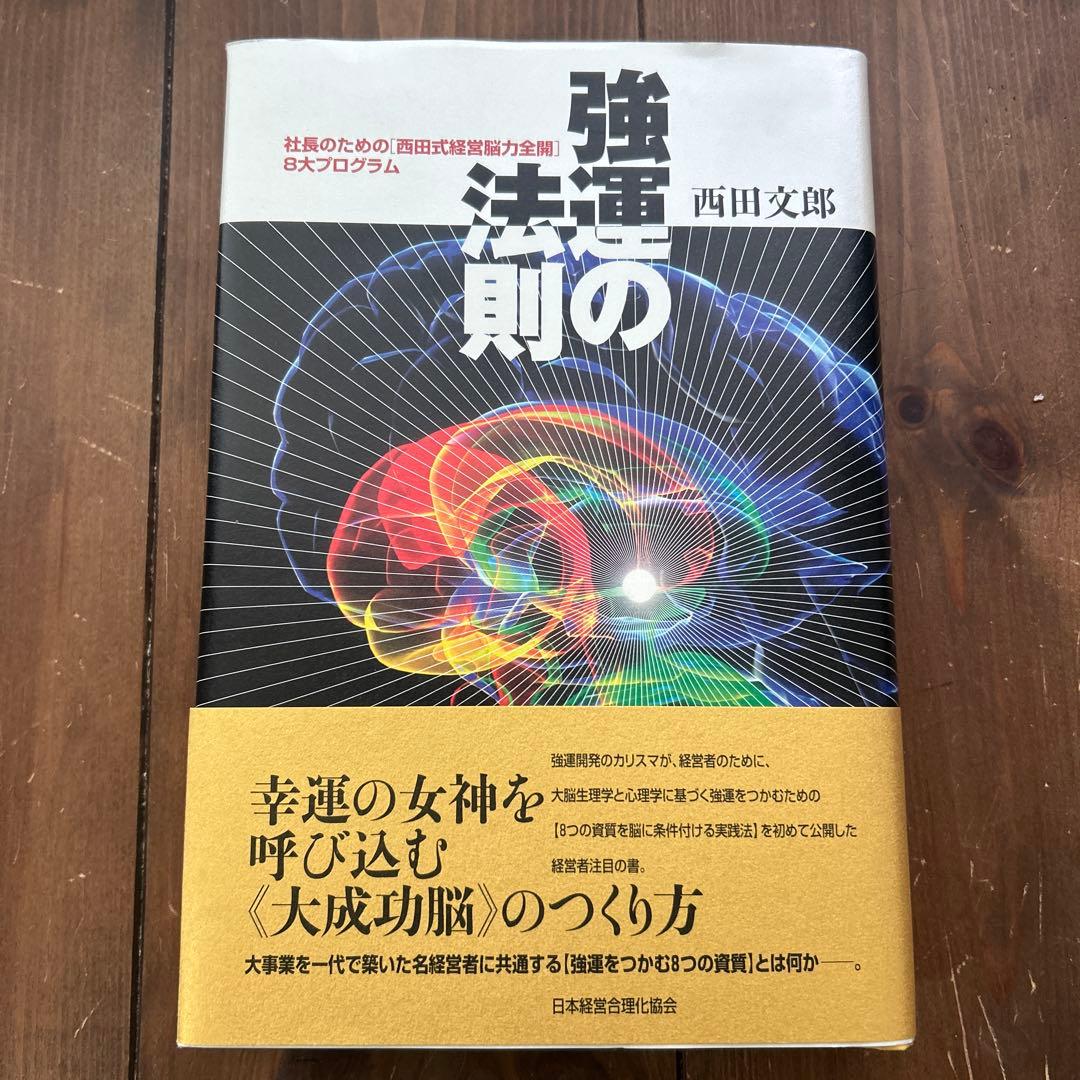 強運の
法則
社長のための[西田式経営脳力全開]
8大プログラム
西田文郎
幸運の女神を
呼び込む
《大成功脳》のつくり方
強運開発のカリスマが、経営者のために、
大脳生理学と心理学に基づく強運をつかむための
【8つの資質を脳に条件付ける実践法】を初めて公開した
経営者注目の書。
大事業を一代で築いた名経営者に共通する【強運をつかむ8つの資質】とは何か――。
日本経営合理化協会